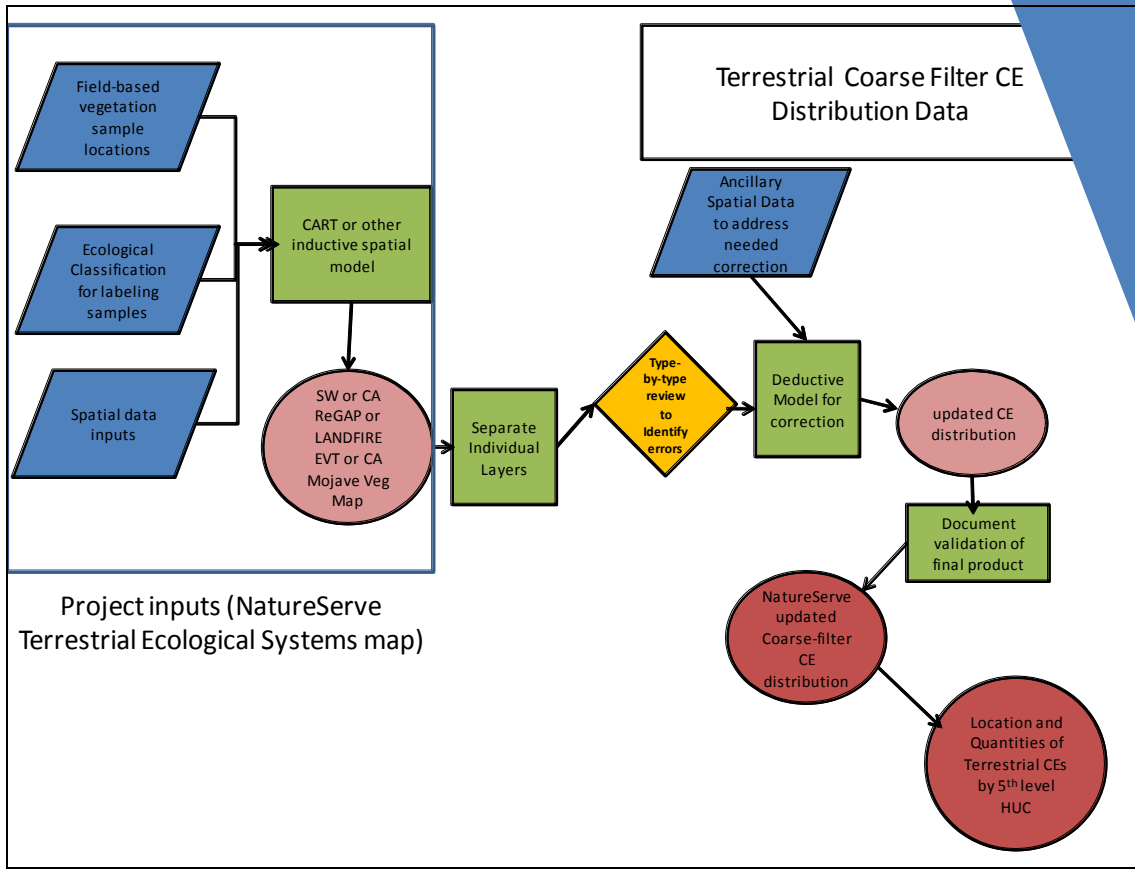 Field-based
vegetation
sample
locations
Ecological
Classification
for labeling
samples
Spatial data
inputs
CART or other
inductive spatial
model
SW or CA
ReGAP or
LANDFIRE
EVT or CA
Mojave Veg
Map
Project inputs (NatureServe
Terrestrial Ecological Systems map)
Separate
Individual
Layers
Type-
by-type
review
to
Identify
errors
Terrestrial Coarse Filter CE
Distribution Data
Ancillary
Spatial Data
to address
needed
correction
Deductive
Model for
correction
updated CE
distribution
Document
validation of
final product
NatureServe
updated
Coarse-filter
CE
distribution
Location and
Quantities of
Terrestrial CEs
by 5th level
HUC